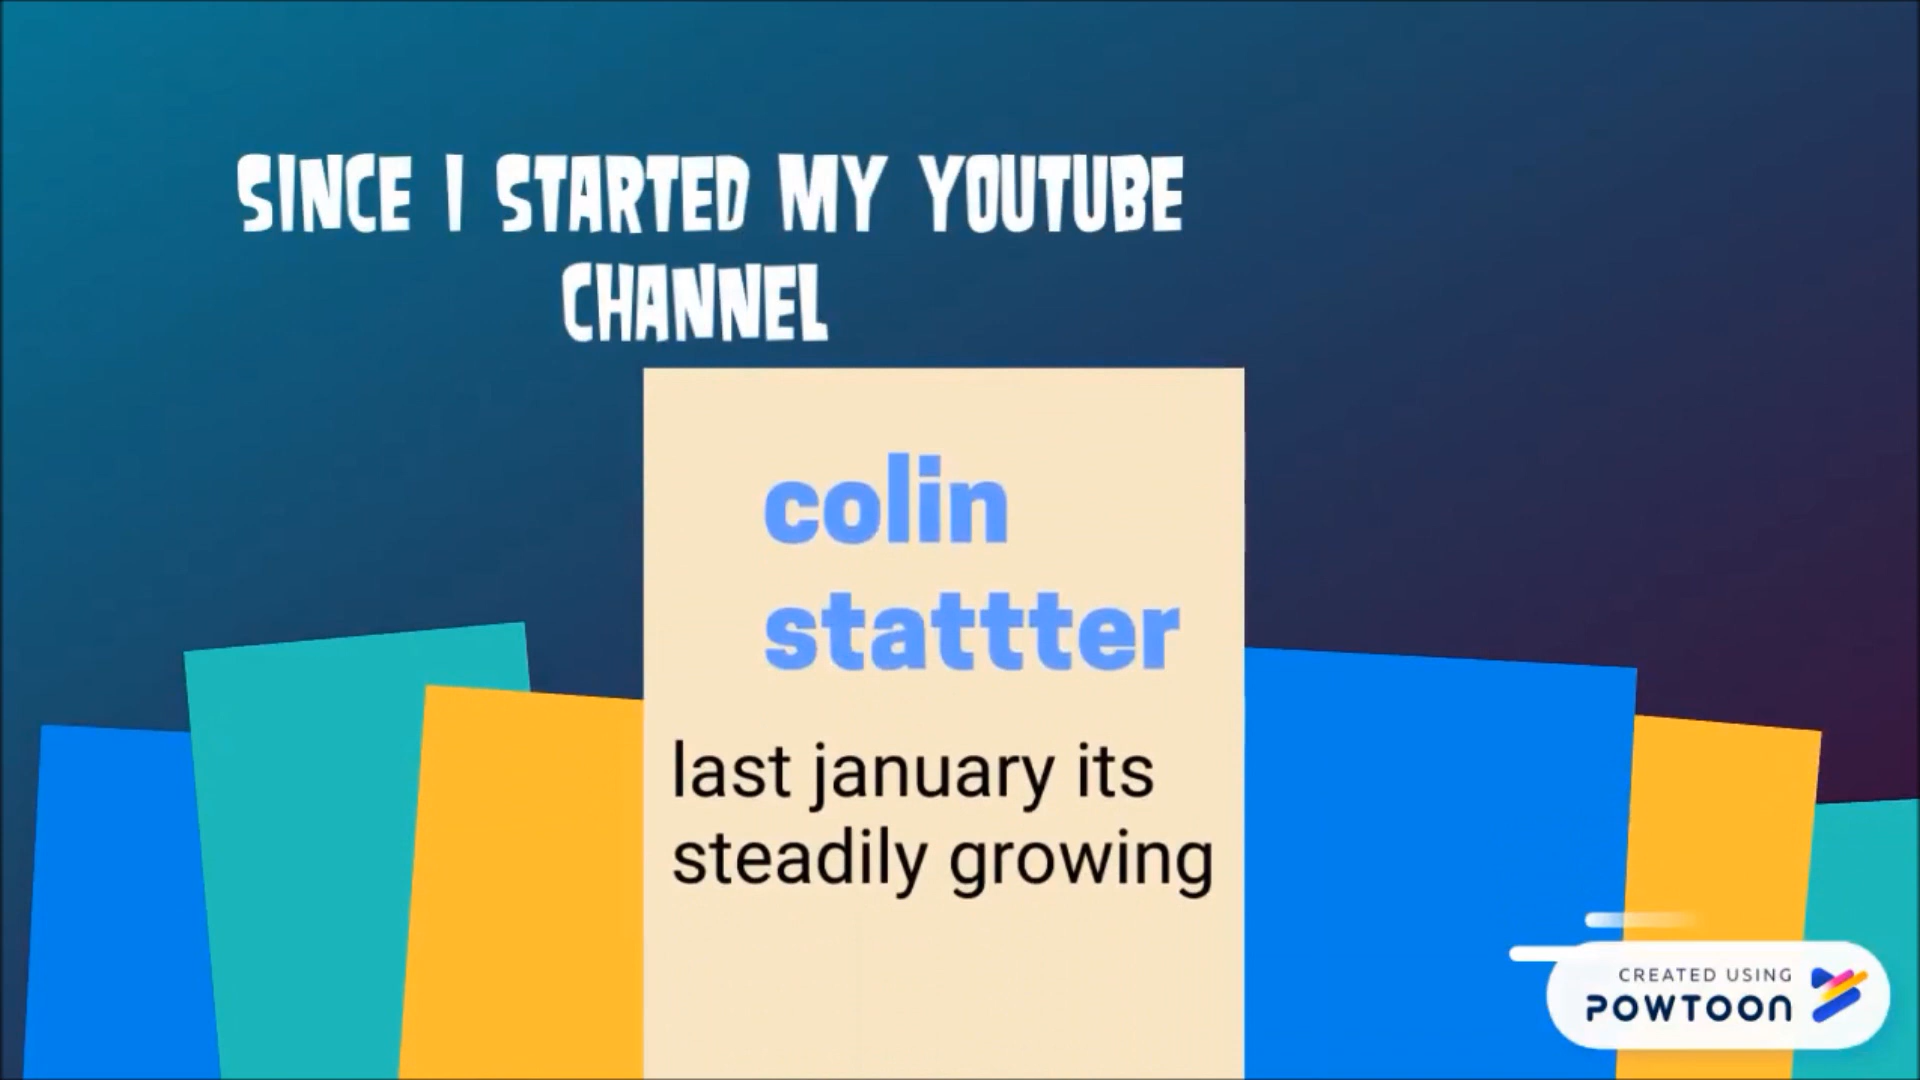 SINCE I STARTED MY YOUTUBE
CHANNEL
colin
stattter
last january its
steadily growing
CREATED USING
POWTOON